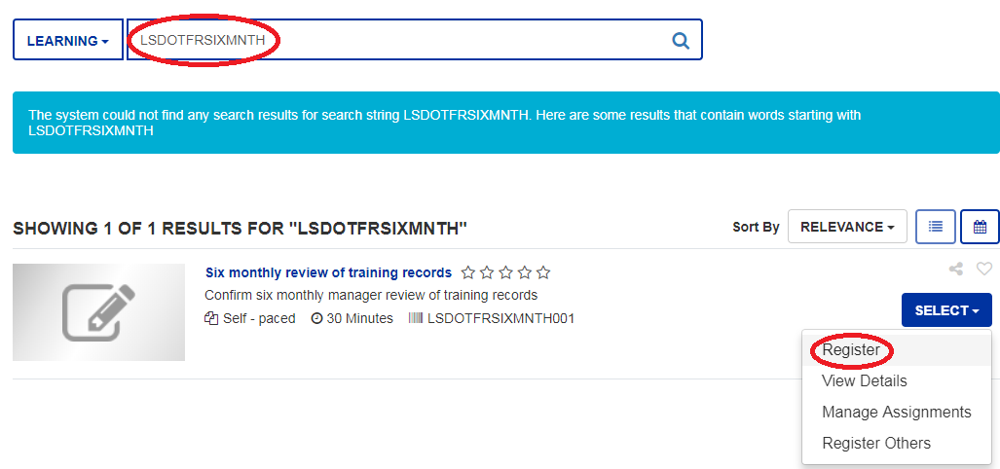 LEARNING
LSDOTFRSIXMNTH
The system could not find any search results for search string LSDOTFRSIXMNTH. Here are some results that contain words starting with
LSDOTFRSIXMNTH
SHOWING 1 OF 1 RESULTS FOR "LSDOTFRSIXMNTH"
Sort By RELEVANCE
Six monthly review of training records
Confirm six monthly manager review of training records
Self - paced 30 Minutes LSDOTFRSIXMNTH001
SELECT
Register
View Details
Manage Assignments
Register Others